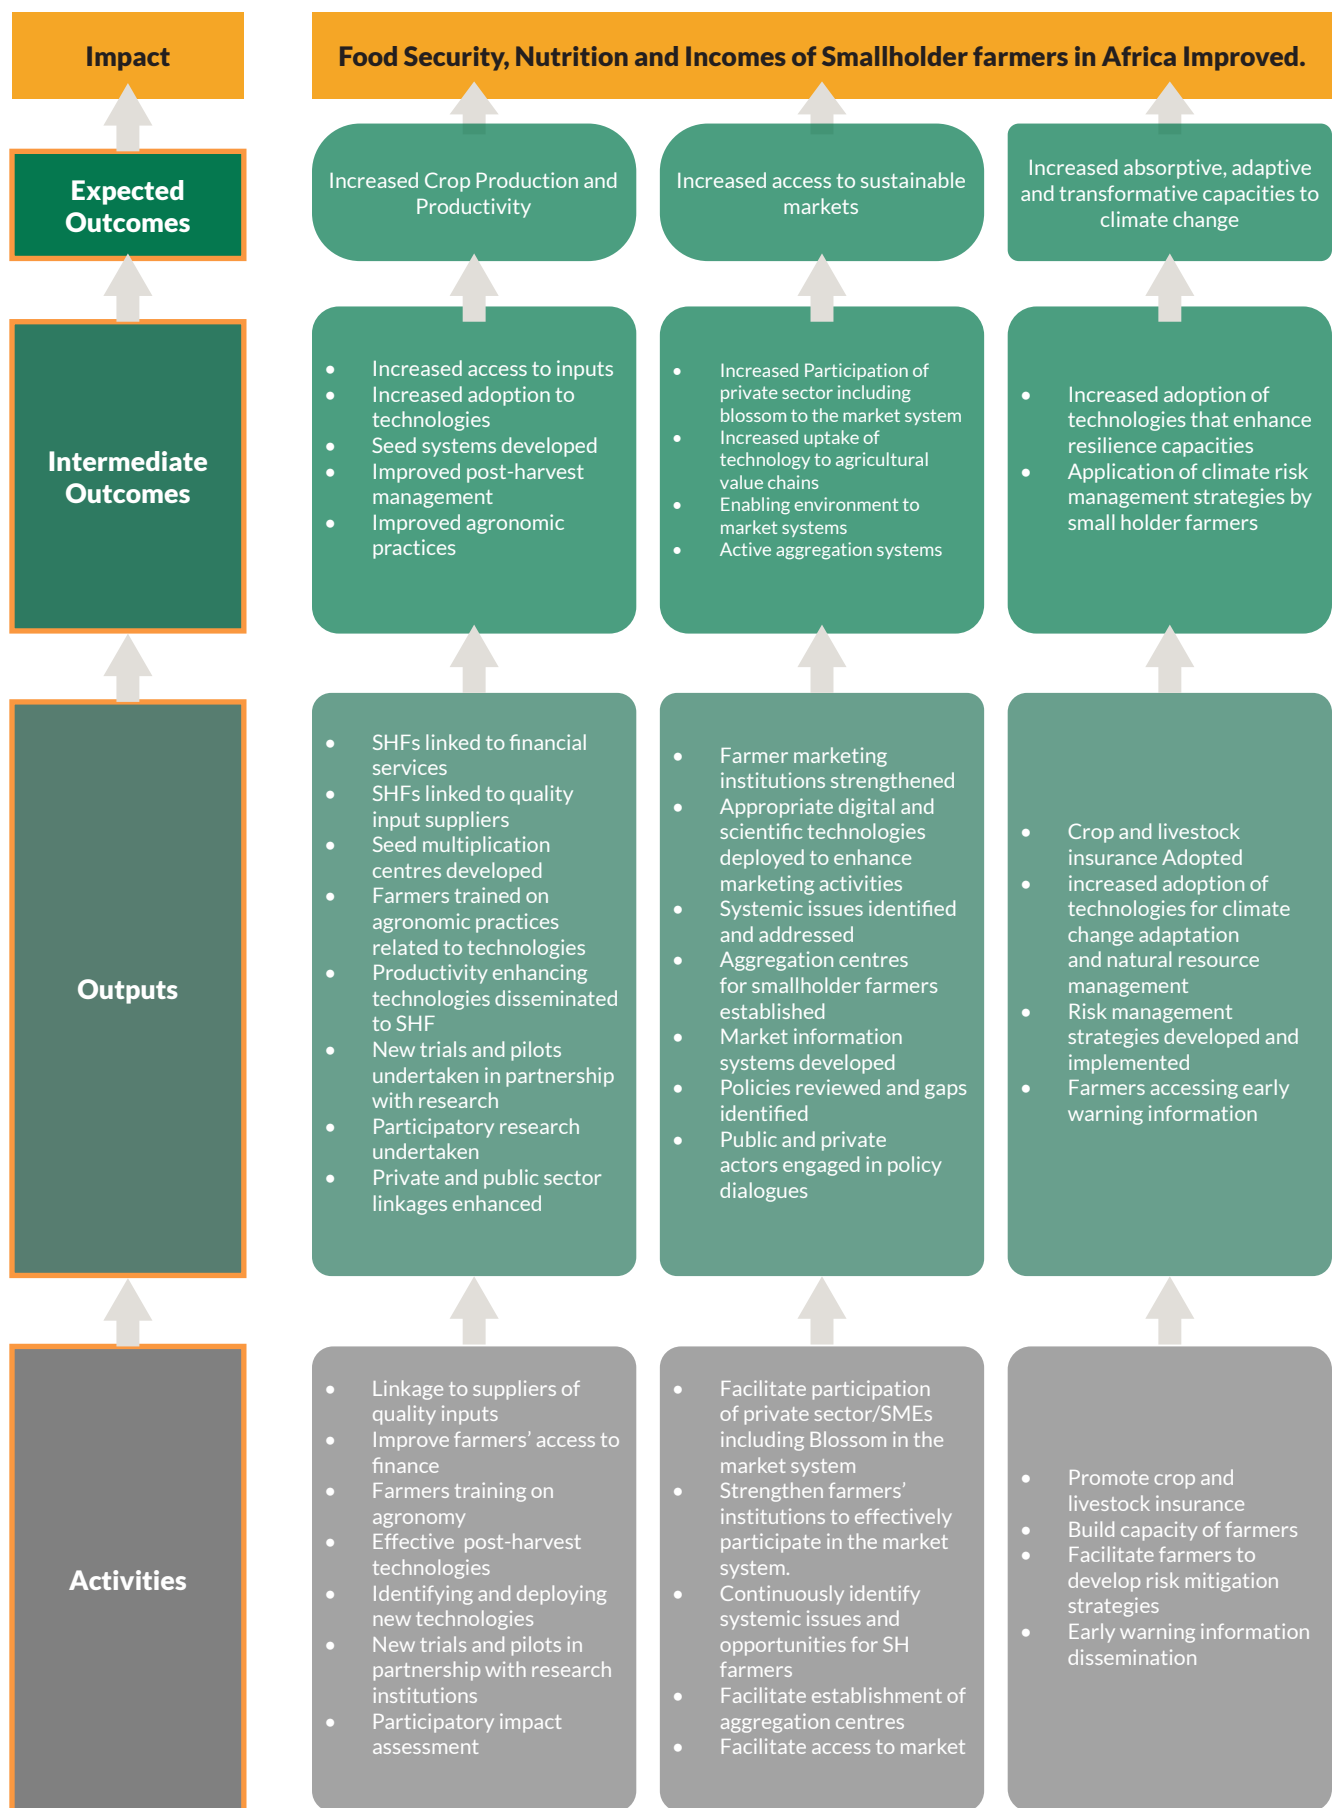 Impact
Food Security, Nutrition and Incomes of Smallholder farmers in Africa Improved.
Expected
Outcomes
Increased Crop Production and
Productivity
Increased access to sustainable
markets
Increased absorptive, adaptive
and transformative capacities to
climate change
Intermediate
Outcomes
• Increased access to inputs
• Increased adoption to
technologies
• Seed systems developed
• Improved post-harvest
management
• Improved agronomic
practices
• Increased Participation of
private sector including
blossom to the market system
• Increased uptake of
technology to agricultural
value chains
• Enabling environment to
market systems
• Active aggregation systems
• Increased adoption of
technologies that enhance
resilience capacities
• Application of climate risk
management strategies by
small holder farmers
Outputs
• SHFs linked to financial
services
• SHFs linked to quality
input suppliers
• Seed multiplication
centres developed
• Farmers trained on
agronomic practices
related to technologies
• Productivity enhancing
technologies disseminated
to SHF
• New trials and pilots
undertaken in partnership
with research
• Participatory research
undertaken
• Private and public sector
linkages enhanced
• Farmer marketing
institutions strengthened
• Appropriate digital and
scientific technologies
deployed to enhance
marketing activities
• Systemic issues identified
and addressed
• Aggregation centres
for smallholder farmers
established
• Market information
systems developed
• Policies reviewed and gaps
identified
• Public and private
actors engaged in policy
dialogues
• Crop and livestock
insurance Adopted
• increased adoption of
technologies for climate
change adaptation
and natural resource
management
• Risk management
strategies developed and
implemented
• Farmers accessing early
warning information
Activities
• Linkage to suppliers of
quality inputs
• Improve farmers’ access to
finance
• Farmers training on
agronomy
• Effective post-harvest
technologies
• Identifying and deploying
new technologies
• New trials and pilots in
partnership with research
institutions
• Participatory impact
assessment
• Facilitate participation
of private sector/SMEs
including Blossom in the
market system
• Strengthen farmers’
institutions to effectively
participate in the market
system.
• Continuously identify
systemic issues and
opportunities for SH
farmers
• Facilitate establishment of
aggregation centres
• Facilitate access to market
• Promote crop and
livestock insurance
• Build capacity of farmers
• Facilitate farmers to
develop risk mitigation
strategies
• Early warning information
dissemination